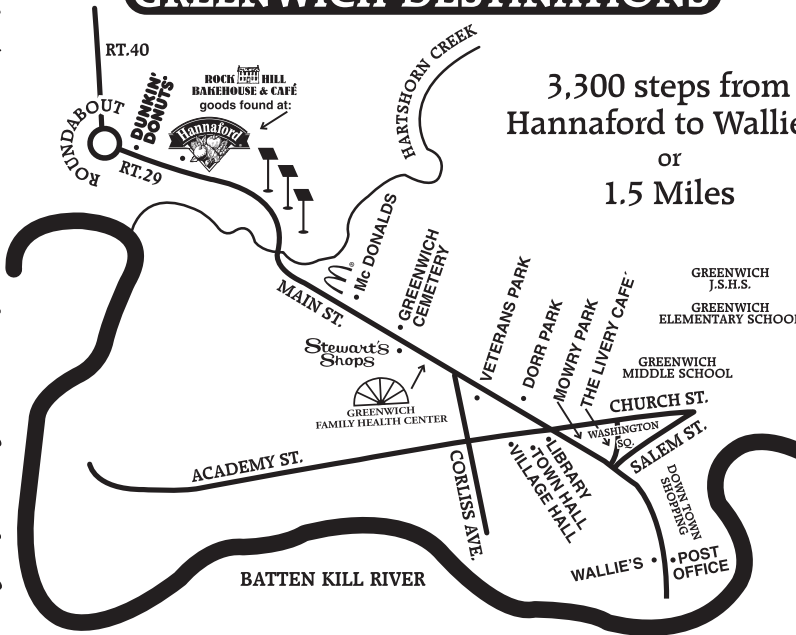 GREENWICH DESTINATIONS
RT.40
ROUNDABOUT
DUNKIN'
DONUTS'
ROCK HILL
BAKEHOUSE & CAFÉ
goods found at:
Hannaford
RT.29
HARTSHORN CREEK
3,300 steps from
Hannaford to Wallie
or
1.5 Miles
MAIN ST.
Mc DONALDS
GREENWICH
CEMETERY
Stewart's
Shops
GREENWICH
FAMILY HEALTH CENTER
VETERANS PARK
DORR PARK
MOWRY PARK
THE LIVERY CAFE´
GREENWICH
J.S.H.S.
GREENWICH
ELEMENTARY SCHOOL
GREENWICH
MIDDLE SCHOOL
CHURCH ST.
WASHINGTON
SQ.
SALEM ST.
ACADEMY ST.
CORLISS AVE.
LIBRARY
TOWN HALL
VILLAGE HALL
DOWN TOWN
SHOPPING
WALLIE'S
POST
OFFICE
BATTEN KILL RIVER